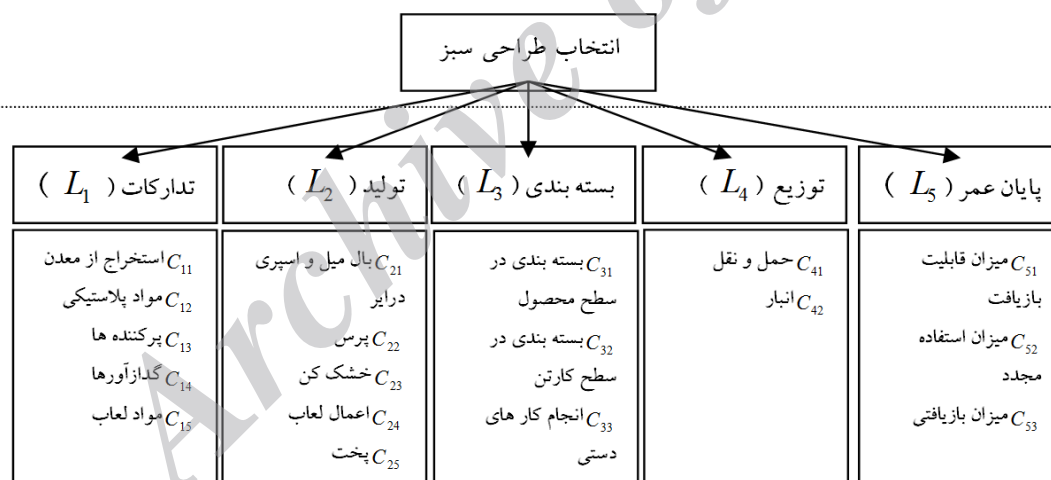 انتخاب طراحی سبز
تدارکات ( L₁ )
C₁₁ استخراج از معدن
C₁₂ مواد پلاستیکی
C₁₃ پرکننده ها
C₁₄ گدازآورها
C₁₅ مواد لعاب
تولید ( L₂ )
C₂₁ بال میل و اسپری
درایر
C₂₂ پرس
C₂₃ خشک کن
C₂₄ اعمال لعاب
C₂₅ پخت
بسته بندی ( L₃ )
C₃₁ بسته بندی در
سطح محصول
C₃₂ بسته بندی در
سطح کارتن
C₃₃ انجام کار های
دستی
توزیع ( L₄ )
C₄₁ حمل و نقل
C₄₂ انبار
پایان عمر ( L₅ )
C₅₁ میزان قابلیت
بازیافت
C₅₂ میزان استفاده
مجدد
C₅₃ میزان بازیافتی
Archive of